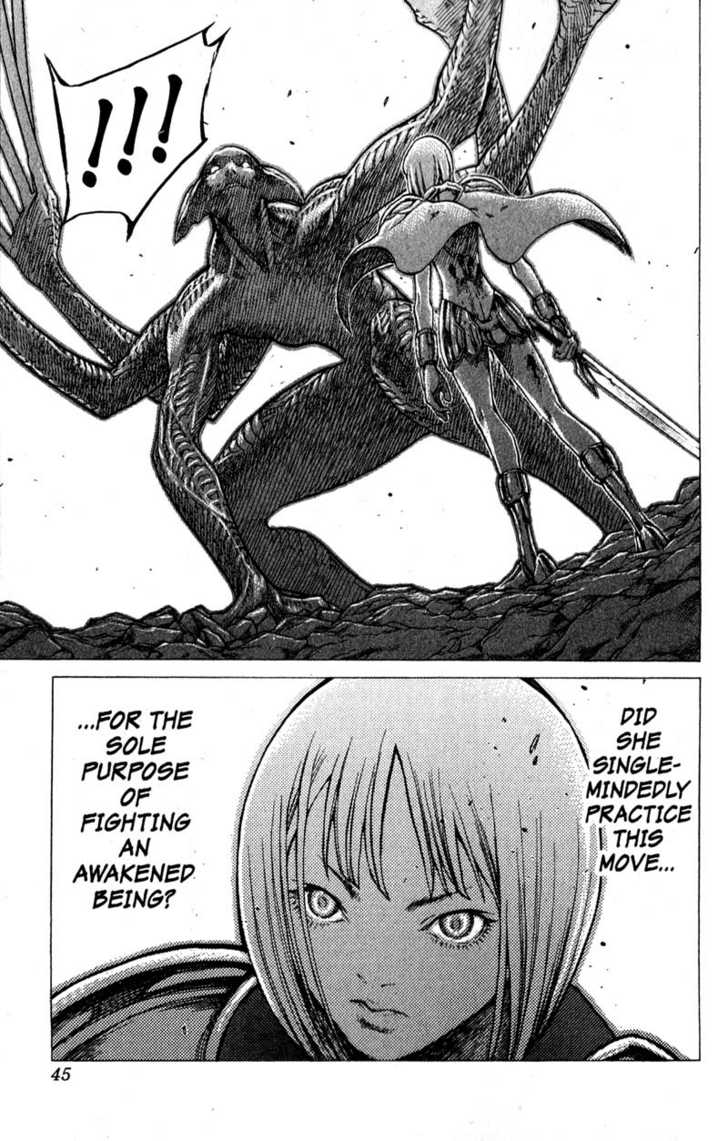 !!!
DID
SHE
SINGLE-
MINDEDLY
PRACTICE
THIS
MOVE...
...FOR THE
SOLE
PURPOSE
OF
FIGHTING
AN
AWAKENED
BEING?
45